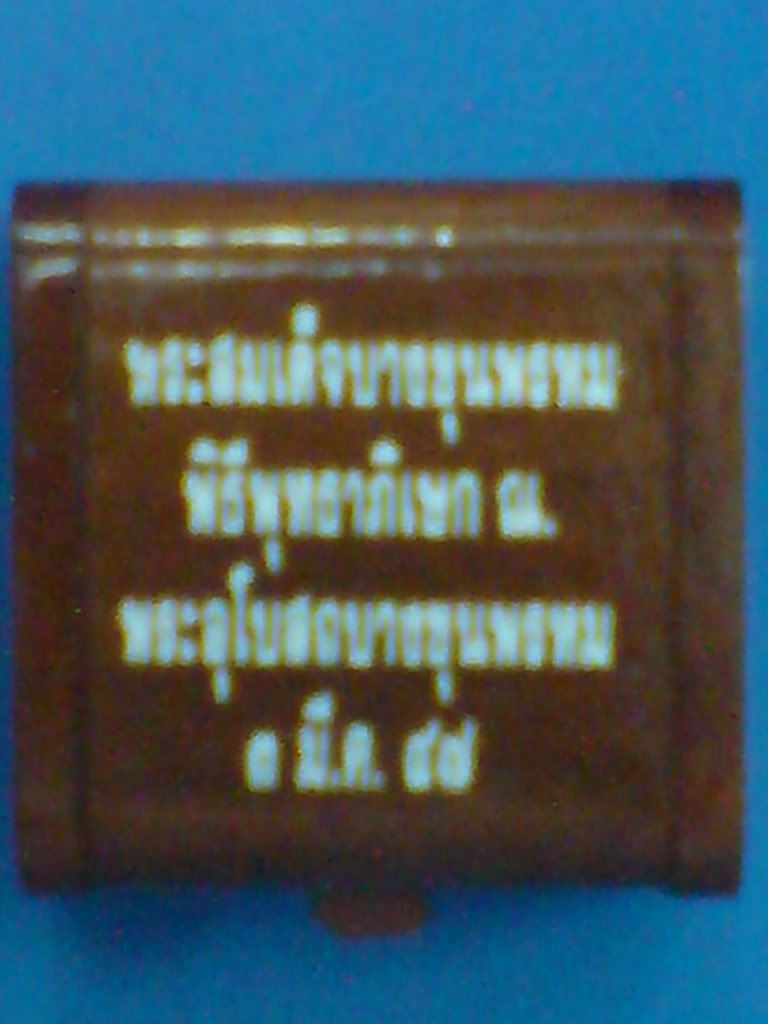 พระสมเด็จบางขุนพรหม
พิธีพุทธาภิเษก ณ.
พระอุโบสถบางขุนพรหม
๑ มี.ค.